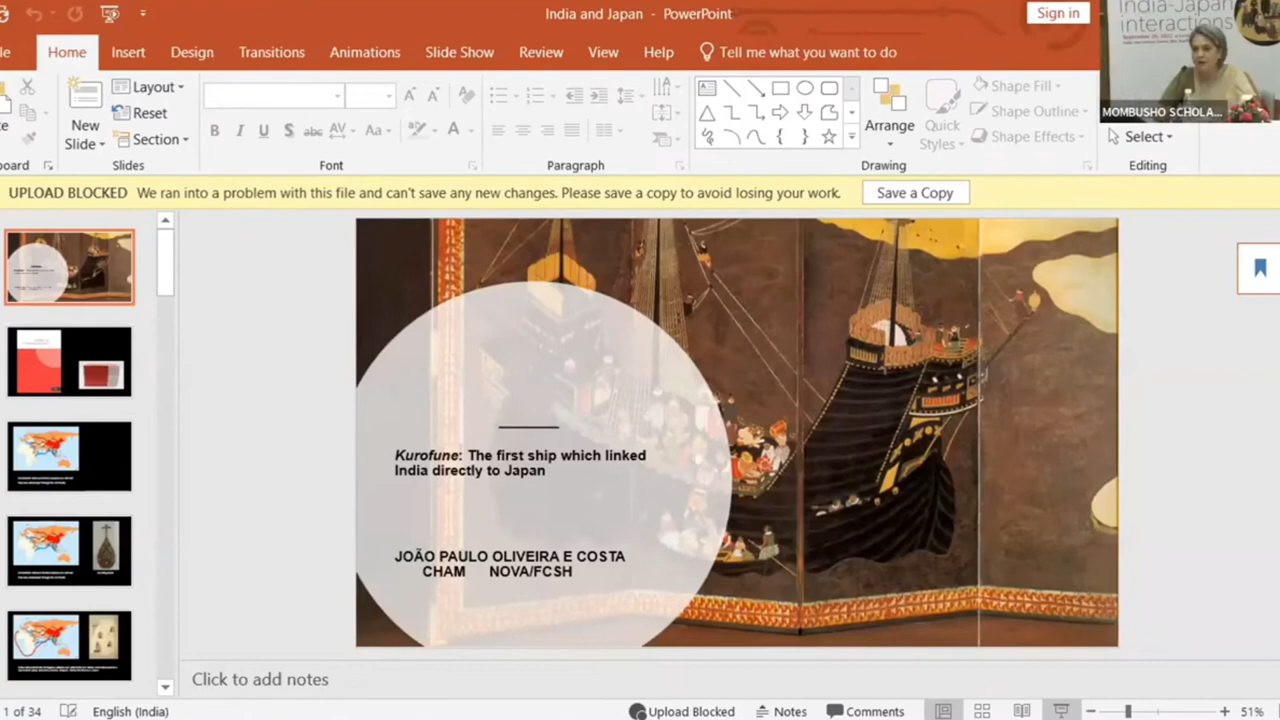 India and Japan - PowerPoint
Sign in
India-Japan
interactions
Home Insert Design Transitions Animations Slide Show Review View Help Tell me what you want to do
Layout
Reset
Section
New
Slide
Slides
Font
Paragraph
Arrange
Quick
Styles
Shape Fill
Shape Outline
Shape Effects
Drawing
MOMBUSHO SCHOLA...
Select
Editing
UPLOAD BLOCKED We ran into a problem with this file and can't save any new changes. Please save a copy to avoid losing your work. Save a Copy
Kurofune: The first ship which linked
India directly to Japan
JOÃO PAULO OLIVEIRA E COSTA
CHAM NOVA/FCSH
Click to add notes
1 of 34 English (India) Upload Blocked Notes Comments 51%